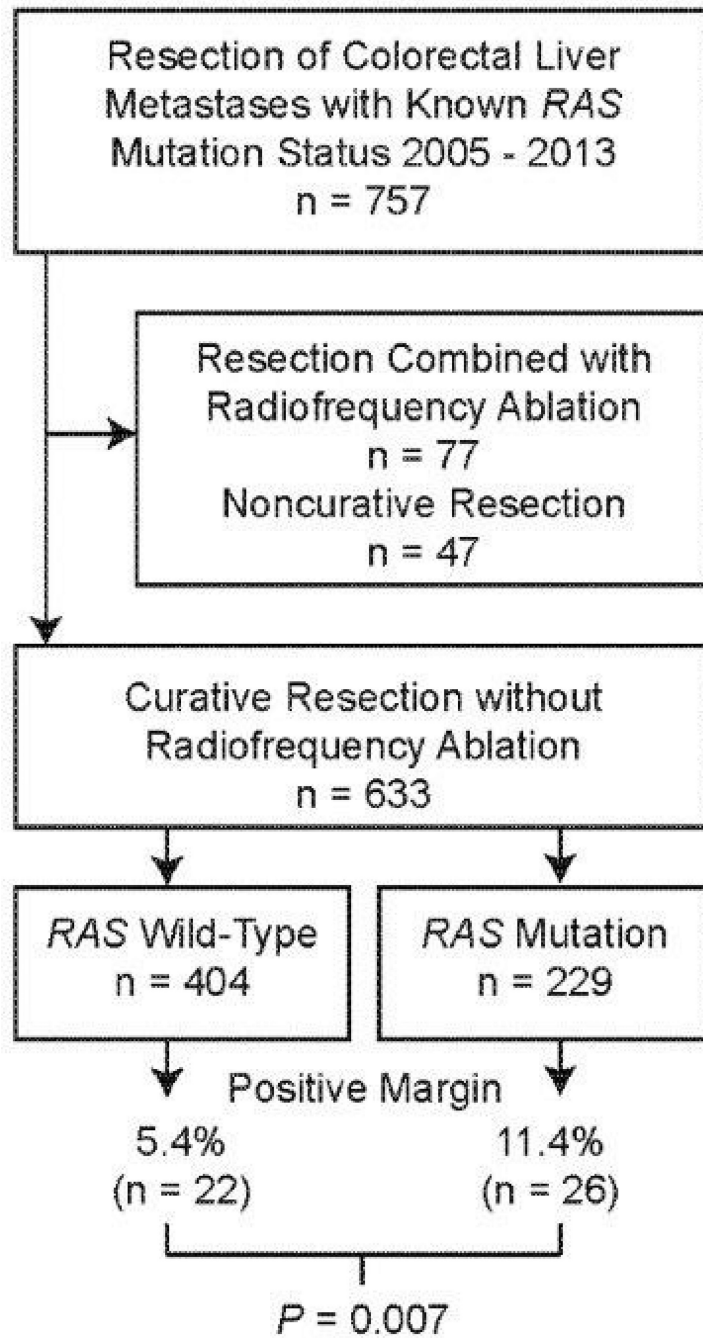 Resection of Colorectal Liver
Metastases with Known RAS
Mutation Status 2005 - 2013
n = 757
Resection Combined with
Radiofrequency Ablation
n = 77
Noncurative Resection
n = 47
Curative Resection without
Radiofrequency Ablation
n = 633
RAS Wild-Type
n = 404
RAS Mutation
n = 229
Positive Margin
5.4%
(n = 22)
11.4%
(n = 26)
P = 0.007